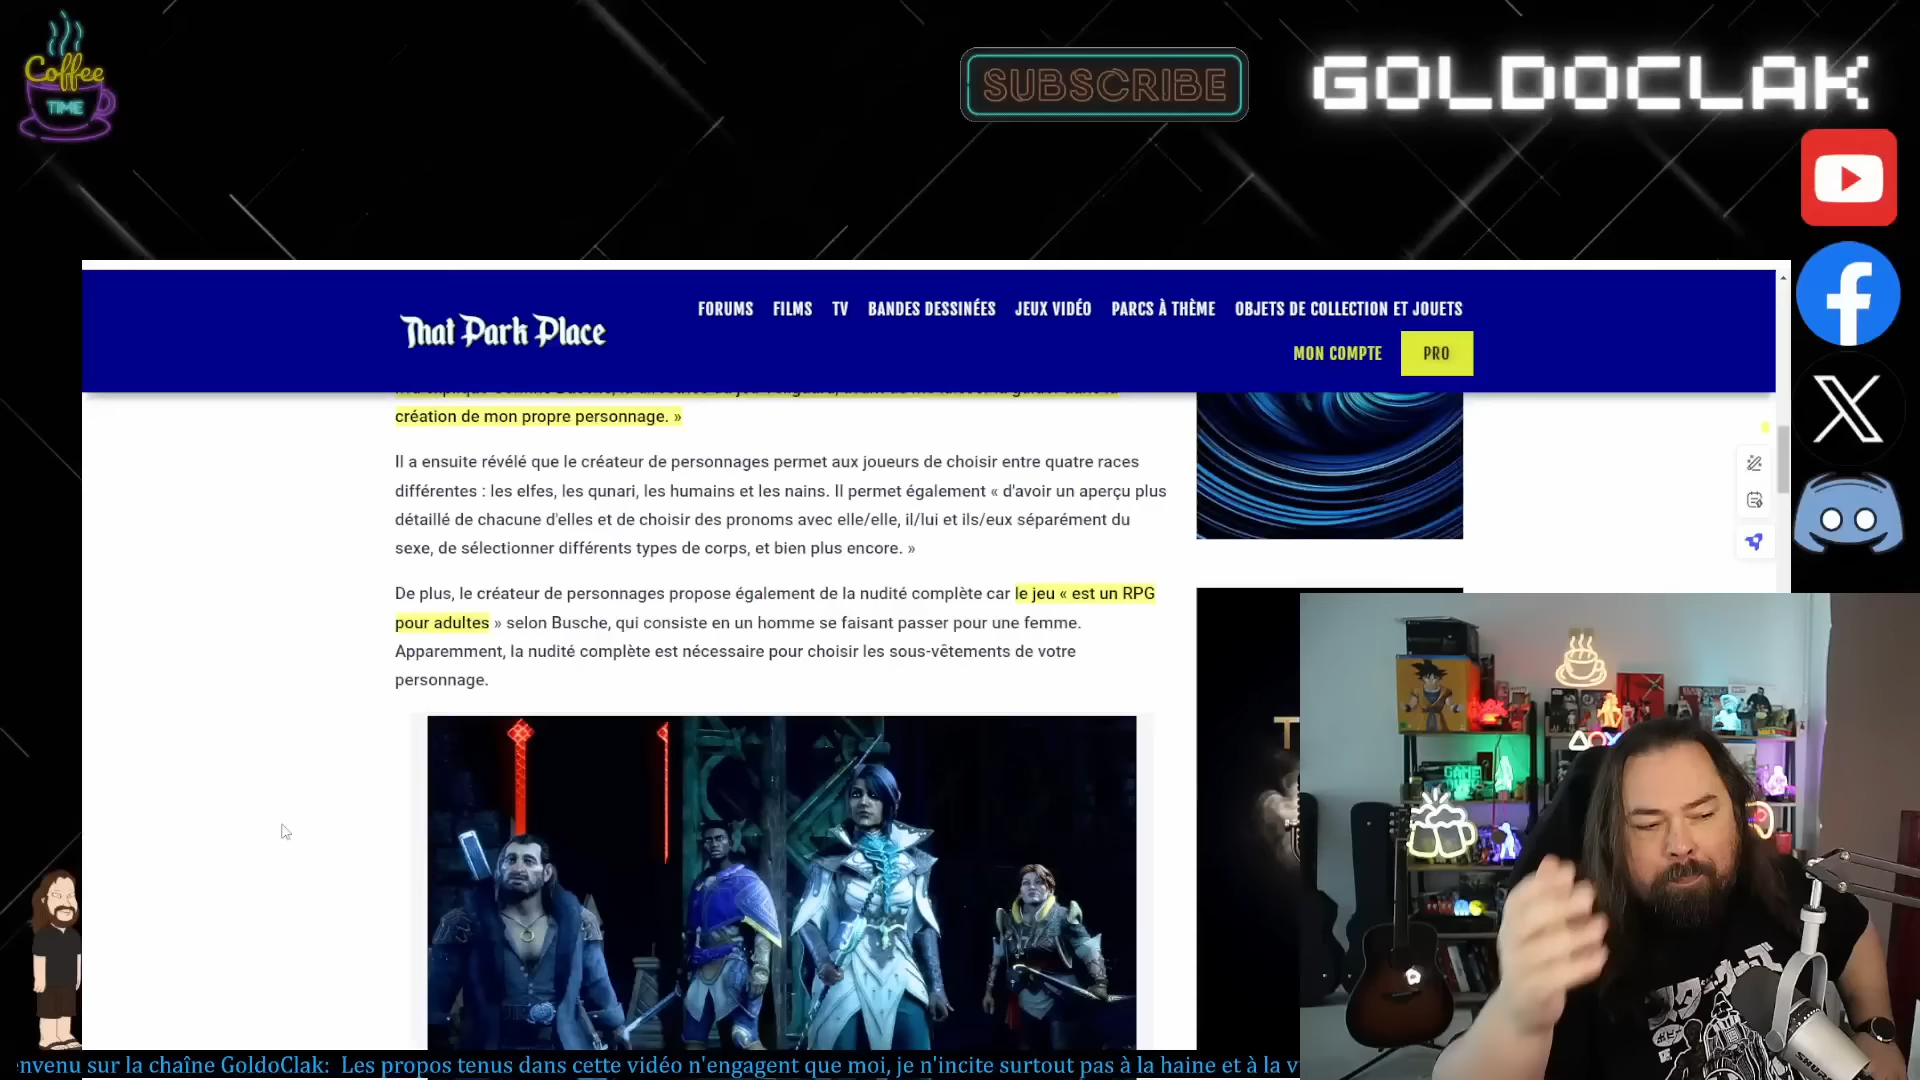 Coffee
TIME
SUBSCRIBE
GOLDOCLAK
That Park Place
FORUMS FILMS TV BANDES DESSINÉES JEUX VIDÉO PARCS À THÈME OBJETS DE COLLECTION ET JOUETS
MON COMPTE PRO
création de mon propre personnage. »
Il a ensuite révélé que le créateur de personnages permet aux joueurs de choisir entre quatre races
différentes : les elfes, les qunari, les humains et les nains. Il permet également « d'avoir un aperçu plus
détaillé de chacune d'elles et de choisir des pronoms avec elle/elle, il/lui et ils/eux séparément du
sexe, de sélectionner différents types de corps, et bien plus encore. »
De plus, le créateur de personnages propose également de la nudité complète car le jeu « est un RPG
pour adultes » selon Busche, qui consiste en un homme se faisant passer pour une femme.
Apparemment, la nudité complète est nécessaire pour choisir les sous-vêtements de votre
personnage.
T
GAME
envenu sur la chaîne GoldoClak: Les propos tenus dans cette vidéo n'engagent que moi, je n'incite surtout pas à la haine et à la v